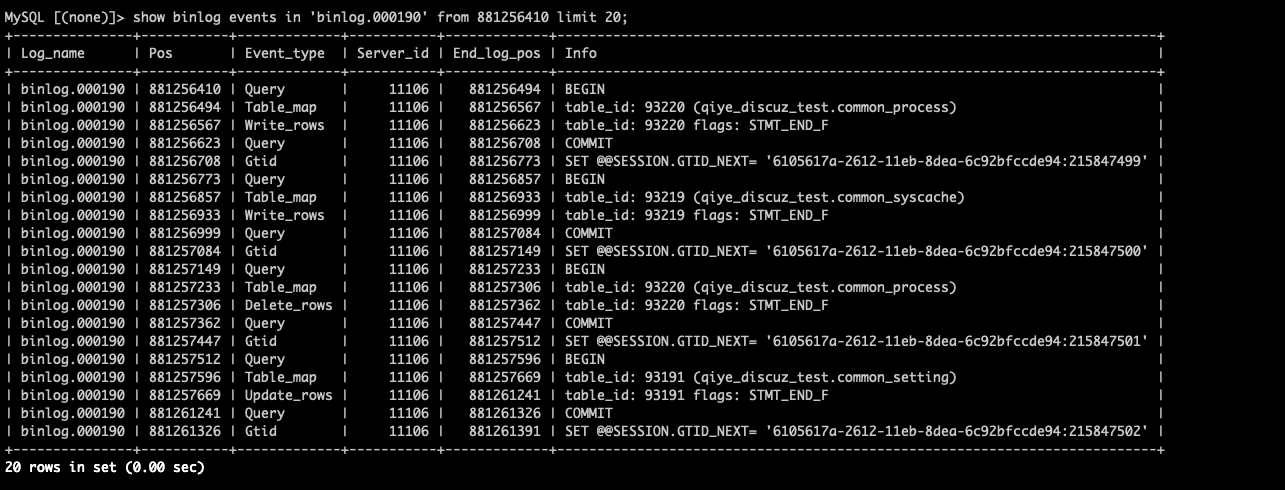 MySQL [(none)]> show binlog events in 'binlog.000190' from 881256410 limit 20;
+---------------+-----------+-------------+-----------+-------------+-------------------------------------------------------------------------+
| Log_name      | Pos       | Event_type  | Server_id | End_log_pos | Info                                                                    |
+---------------+-----------+-------------+-----------+-------------+-------------------------------------------------------------------------+
| binlog.000190 | 881256410 | Query       |     11106 |   881256494 | BEGIN                                                                   |
| binlog.000190 | 881256494 | Table_map   |     11106 |   881256567 | table_id: 93220 (qiye_discuz_test.common_process)                       |
| binlog.000190 | 881256567 | Write_rows  |     11106 |   881256623 | table_id: 93220 flags: STMT_END_F                                       |
| binlog.000190 | 881256623 | Query       |     11106 |   881256708 | COMMIT                                                                  |
| binlog.000190 | 881256708 | Gtid        |     11106 |   881256773 | SET @@SESSION.GTID_NEXT= '6105617a-2612-11eb-8dea-6c92bfccde94:215847499' |
| binlog.000190 | 881256773 | Query       |     11106 |   881256857 | BEGIN                                                                   |
| binlog.000190 | 881256857 | Table_map   |     11106 |   881256933 | table_id: 93219 (qiye_discuz_test.common_syscache)                      |
| binlog.000190 | 881256933 | Write_rows  |     11106 |   881256999 | table_id: 93219 flags: STMT_END_F                                       |
| binlog.000190 | 881256999 | Query       |     11106 |   881257084 | COMMIT                                                                  |
| binlog.000190 | 881257084 | Gtid        |     11106 |   881257149 | SET @@SESSION.GTID_NEXT= '6105617a-2612-11eb-8dea-6c92bfccde94:215847500' |
| binlog.000190 | 881257149 | Query       |     11106 |   881257233 | BEGIN                                                                   |
| binlog.000190 | 881257233 | Table_map   |     11106 |   881257306 | table_id: 93220 (qiye_discuz_test.common_process)                       |
| binlog.000190 | 881257306 | Delete_rows |     11106 |   881257362 | table_id: 93220 flags: STMT_END_F                                       |
| binlog.000190 | 881257362 | Query       |     11106 |   881257447 | COMMIT                                                                  |
| binlog.000190 | 881257447 | Gtid        |     11106 |   881257512 | SET @@SESSION.GTID_NEXT= '6105617a-2612-11eb-8dea-6c92bfccde94:215847501' |
| binlog.000190 | 881257512 | Query       |     11106 |   881257596 | BEGIN                                                                   |
| binlog.000190 | 881257596 | Table_map   |     11106 |   881257669 | table_id: 93191 (qiye_discuz_test.common_setting)                       |
| binlog.000190 | 881257669 | Update_rows |     11106 |   881261241 | table_id: 93191 flags: STMT_END_F                                       |
| binlog.000190 | 881261241 | Query       |     11106 |   881261326 | COMMIT                                                                  |
| binlog.000190 | 881261326 | Gtid        |     11106 |   881261391 | SET @@SESSION.GTID_NEXT= '6105617a-2612-11eb-8dea-6c92bfccde94:215847502' |
+---------------+-----------+-------------+-----------+-------------+-------------------------------------------------------------------------+
20 rows in set (0.00 sec)